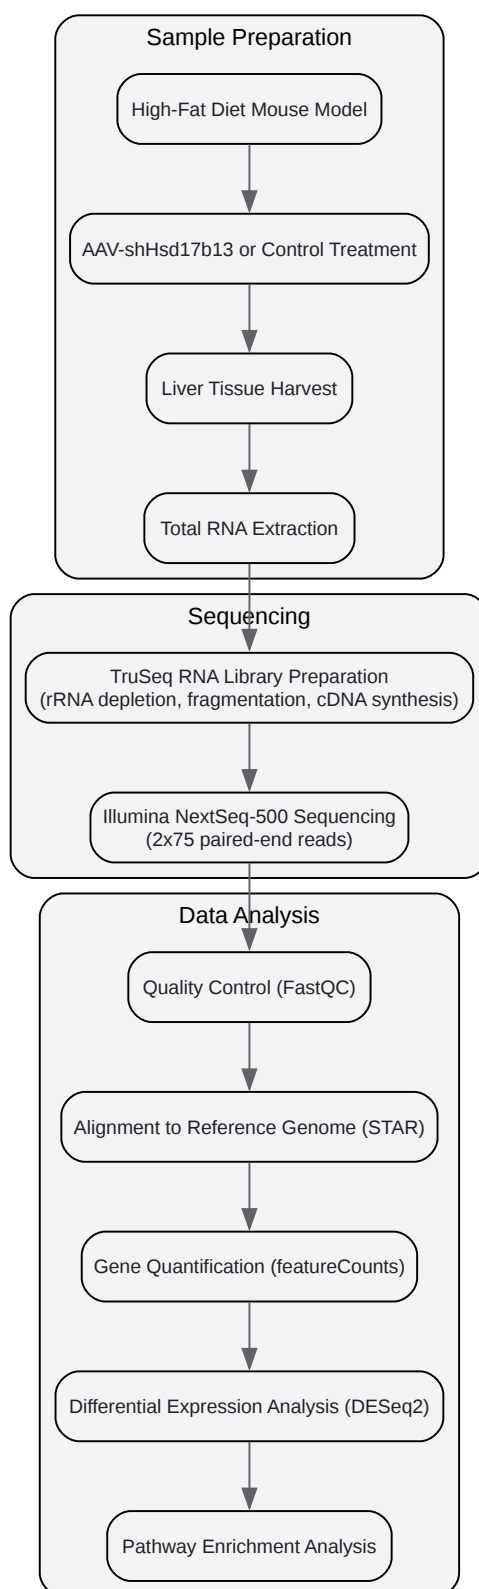 Sample Preparation
High-Fat Diet Mouse Model
AAV-shHsd17b13 or Control Treatment
Liver Tissue Harvest
Total RNA Extraction
Sequencing
TruSeq RNA Library Preparation
(rRNA depletion, fragmentation, cDNA synthesis)
Illumina NextSeq-500 Sequencing
(2x75 paired-end reads)
Data Analysis
Quality Control (FastQC)
Alignment to Reference Genome (STAR)
Gene Quantification (featureCounts)
Differential Expression Analysis (DESeq2)
Pathway Enrichment Analysis